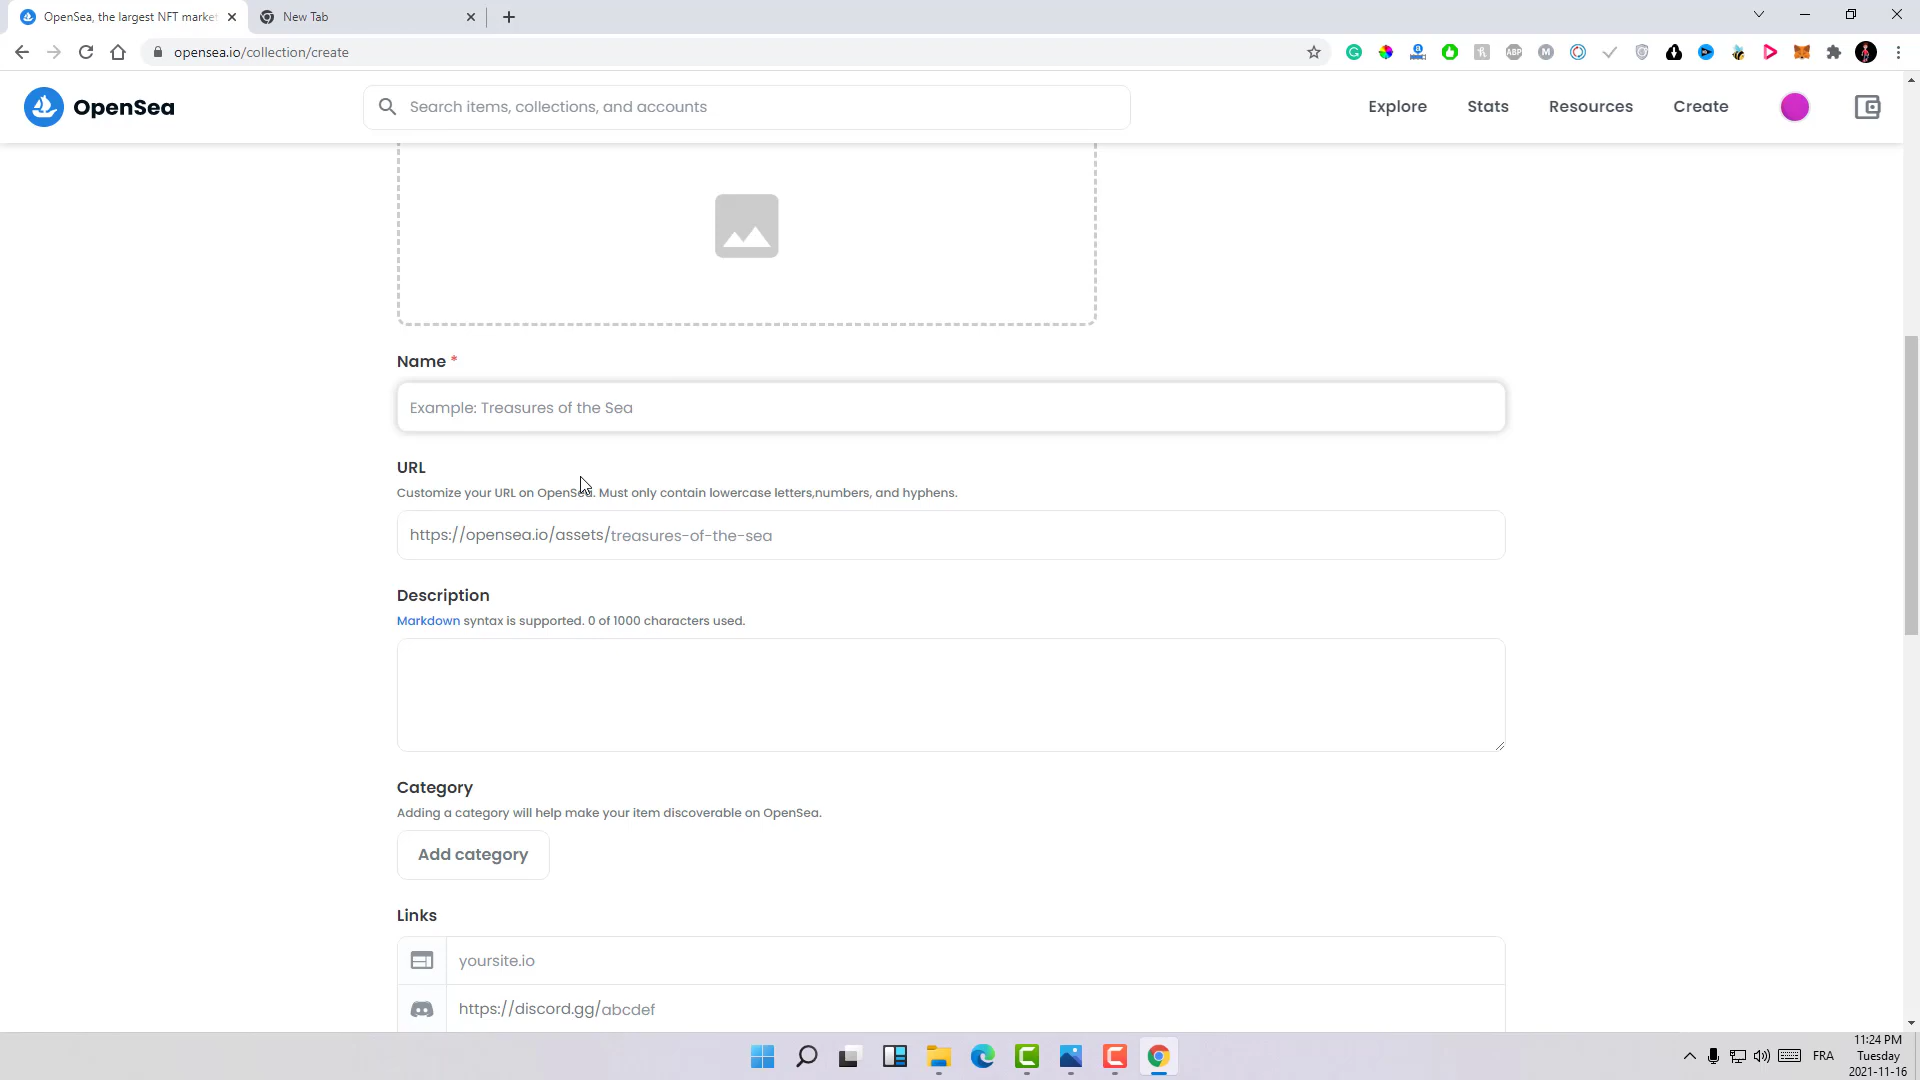 OpenSea, the largest NFT marke
New Tab
opensea.io/collection/create
ABP
M
OpenSea
Search items, collections, and accounts
Explore
Stats
Resources
Create
Name *
Example: Treasures of the Sea
URL
Customize your URL on OpenSea. Must only contain lowercase letters,numbers, and hyphens.
https://opensea.io/assets/treasures-of-the-sea
Description
Markdown syntax is supported. 0 of 1000 characters used.
Category
Adding a category will help make your item discoverable on OpenSea.
Add category
Links
yoursite.io
https://discord.gg/abcdef
FRA
11:24 PM
Tuesday
2021-11-16